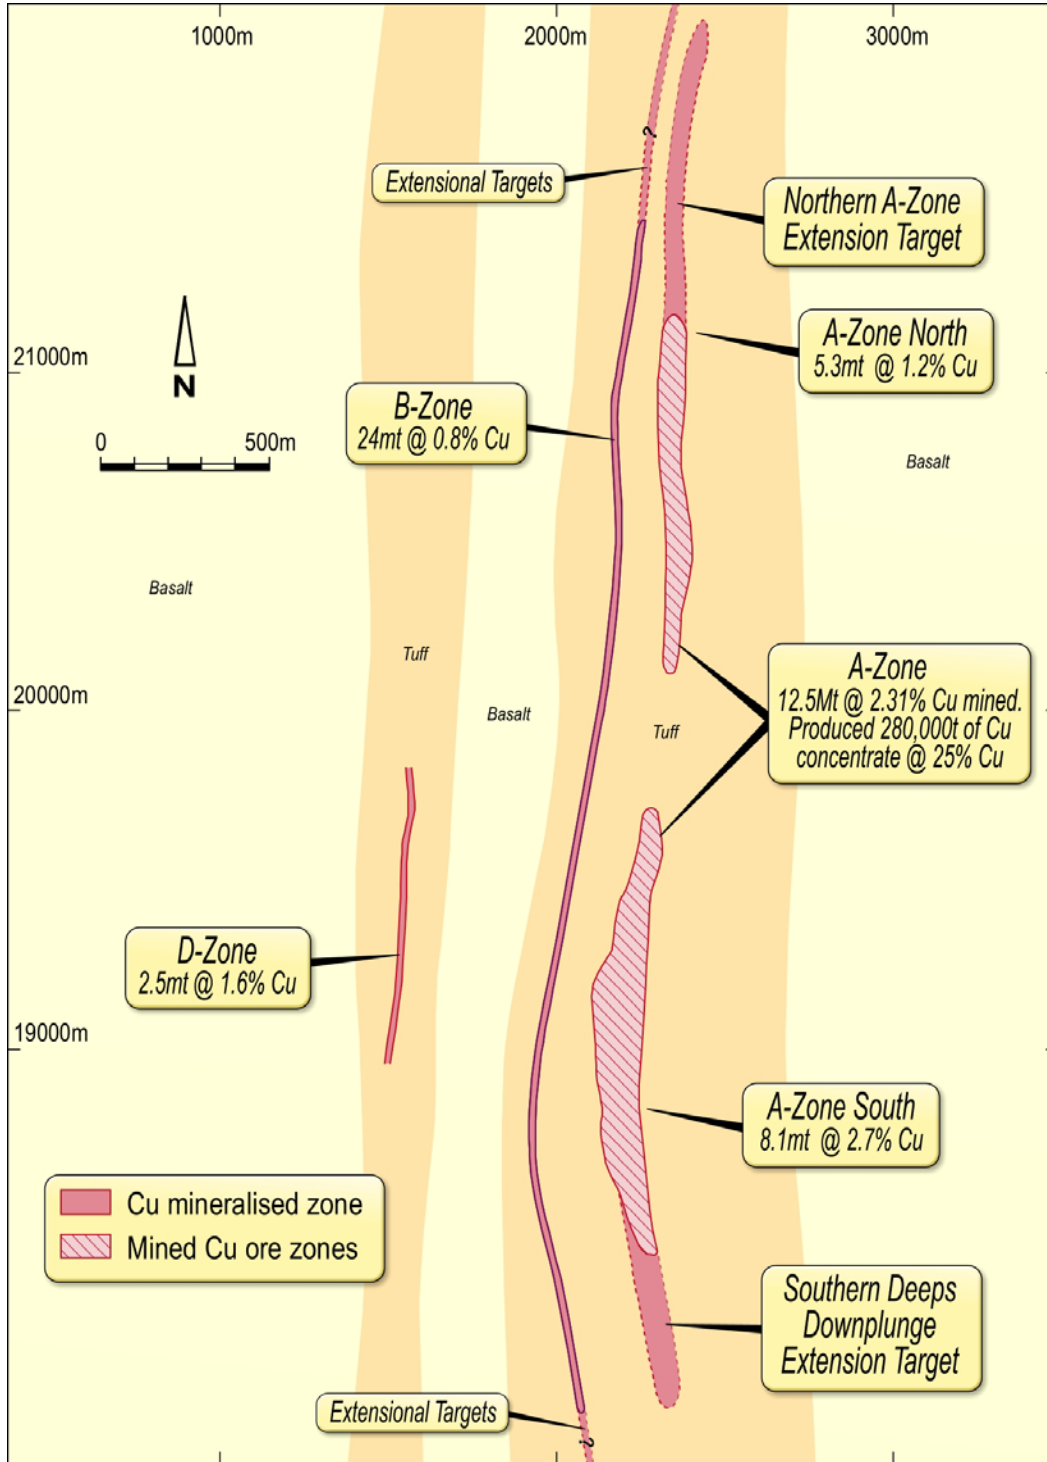 1000m
2000m
3000m
?
Extensional Targets
Northern A-Zone
Extension Target
A-Zone North
5.3mt @ 1.2% Cu
21000m
N
B-Zone
24mt @ 0.8% Cu
0
500m
Basalt
Basalt
Tuff
A-Zone
12.5Mt @ 2.31% Cu mined.
Produced 280,000t of Cu
concentrate @ 25% Cu
20000m
Basalt
Tuff
D-Zone
2.5mt @ 1.6% Cu
19000m
A-Zone South
8.1mt @ 2.7% Cu
Cu mineralised zone
Mined Cu ore zones
Southern Deeps
Downplunge
Extension Target
Extensional Targets
?